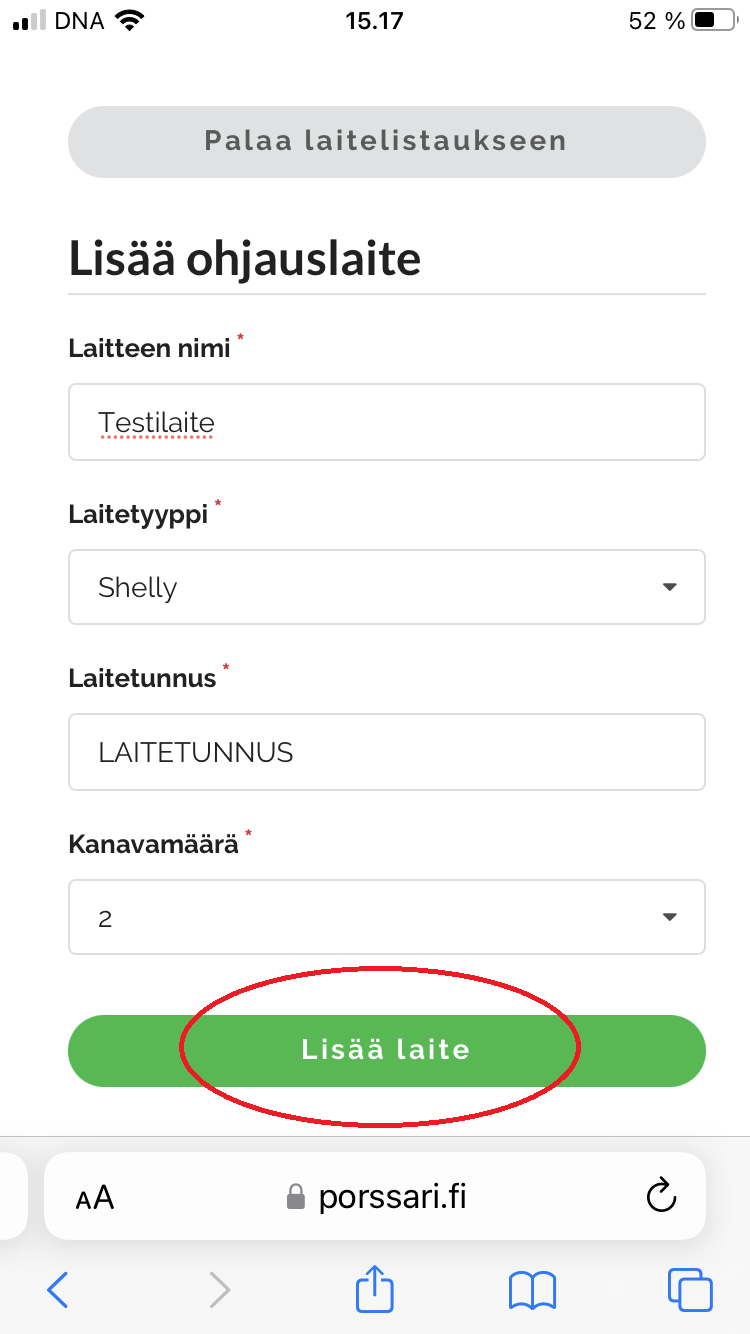 DNA 15.17 52 %
Palaa laitelistaukseen
Lisää ohjauslaite
Laitteen nimi *
Testilaite
Laitetyyppi *
Shelly
Laitetunnus *
LAITETUNNUS
Kanavamäärä *
2
Lisää laite
AA porssari.fi